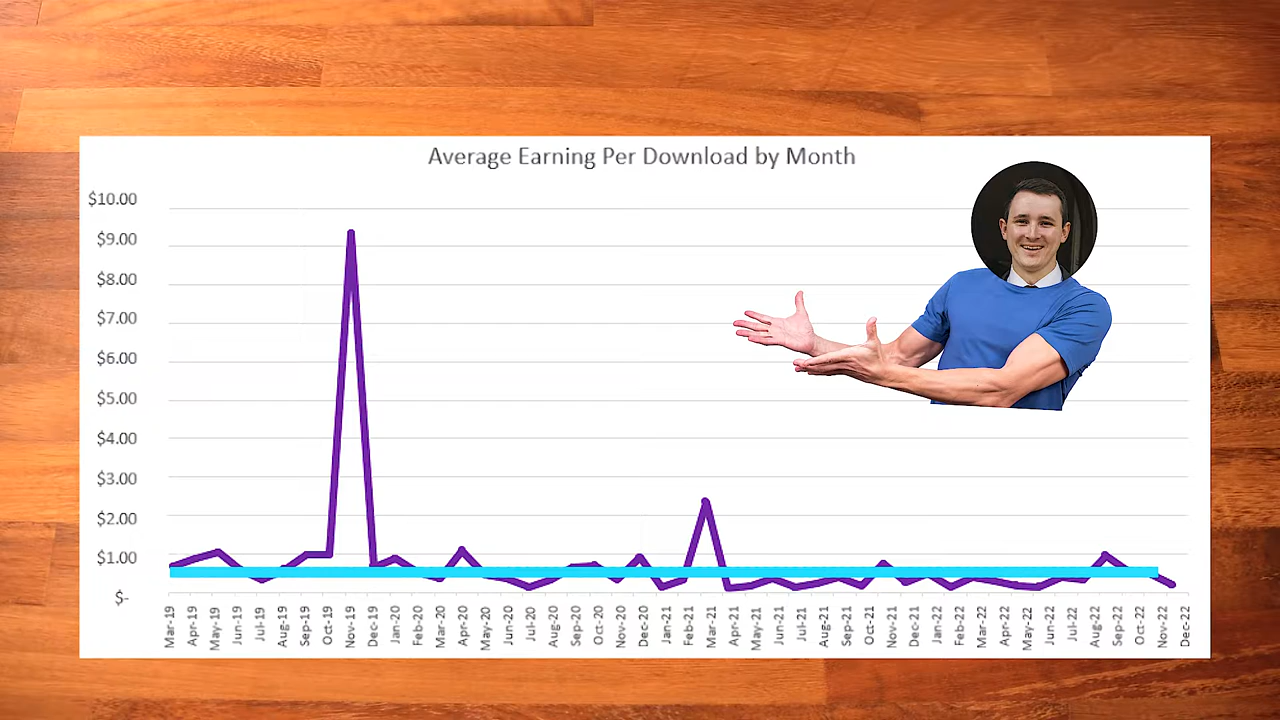 Average Earning Per Download by Month
$10.00
$9.00
$8.00
$7.00
$6.00
$5.00
$4.00
$3.00
$2.00
$1.00
$-
Mar-19
Apr-19
May-19
Jun-19
Jul-19
Aug-19
Sep-19
Oct-19
Nov-19
Dec-19
Jan-20
Feb-20
Mar-20
Apr-20
May-20
Jun-20
Jul-20
Aug-20
Sep-20
Oct-20
Nov-20
Dec-20
Jan-21
Feb-21
Mar-21
Apr-21
May-21
Jun-21
Jul-21
Aug-21
Sep-21
Oct-21
Nov-21
Dec-21
Jan-22
Feb-22
Mar-22
Apr-22
May-22
Jun-22
Jul-22
Aug-22
Sep-22
Oct-22
Nov-22
Dec-22